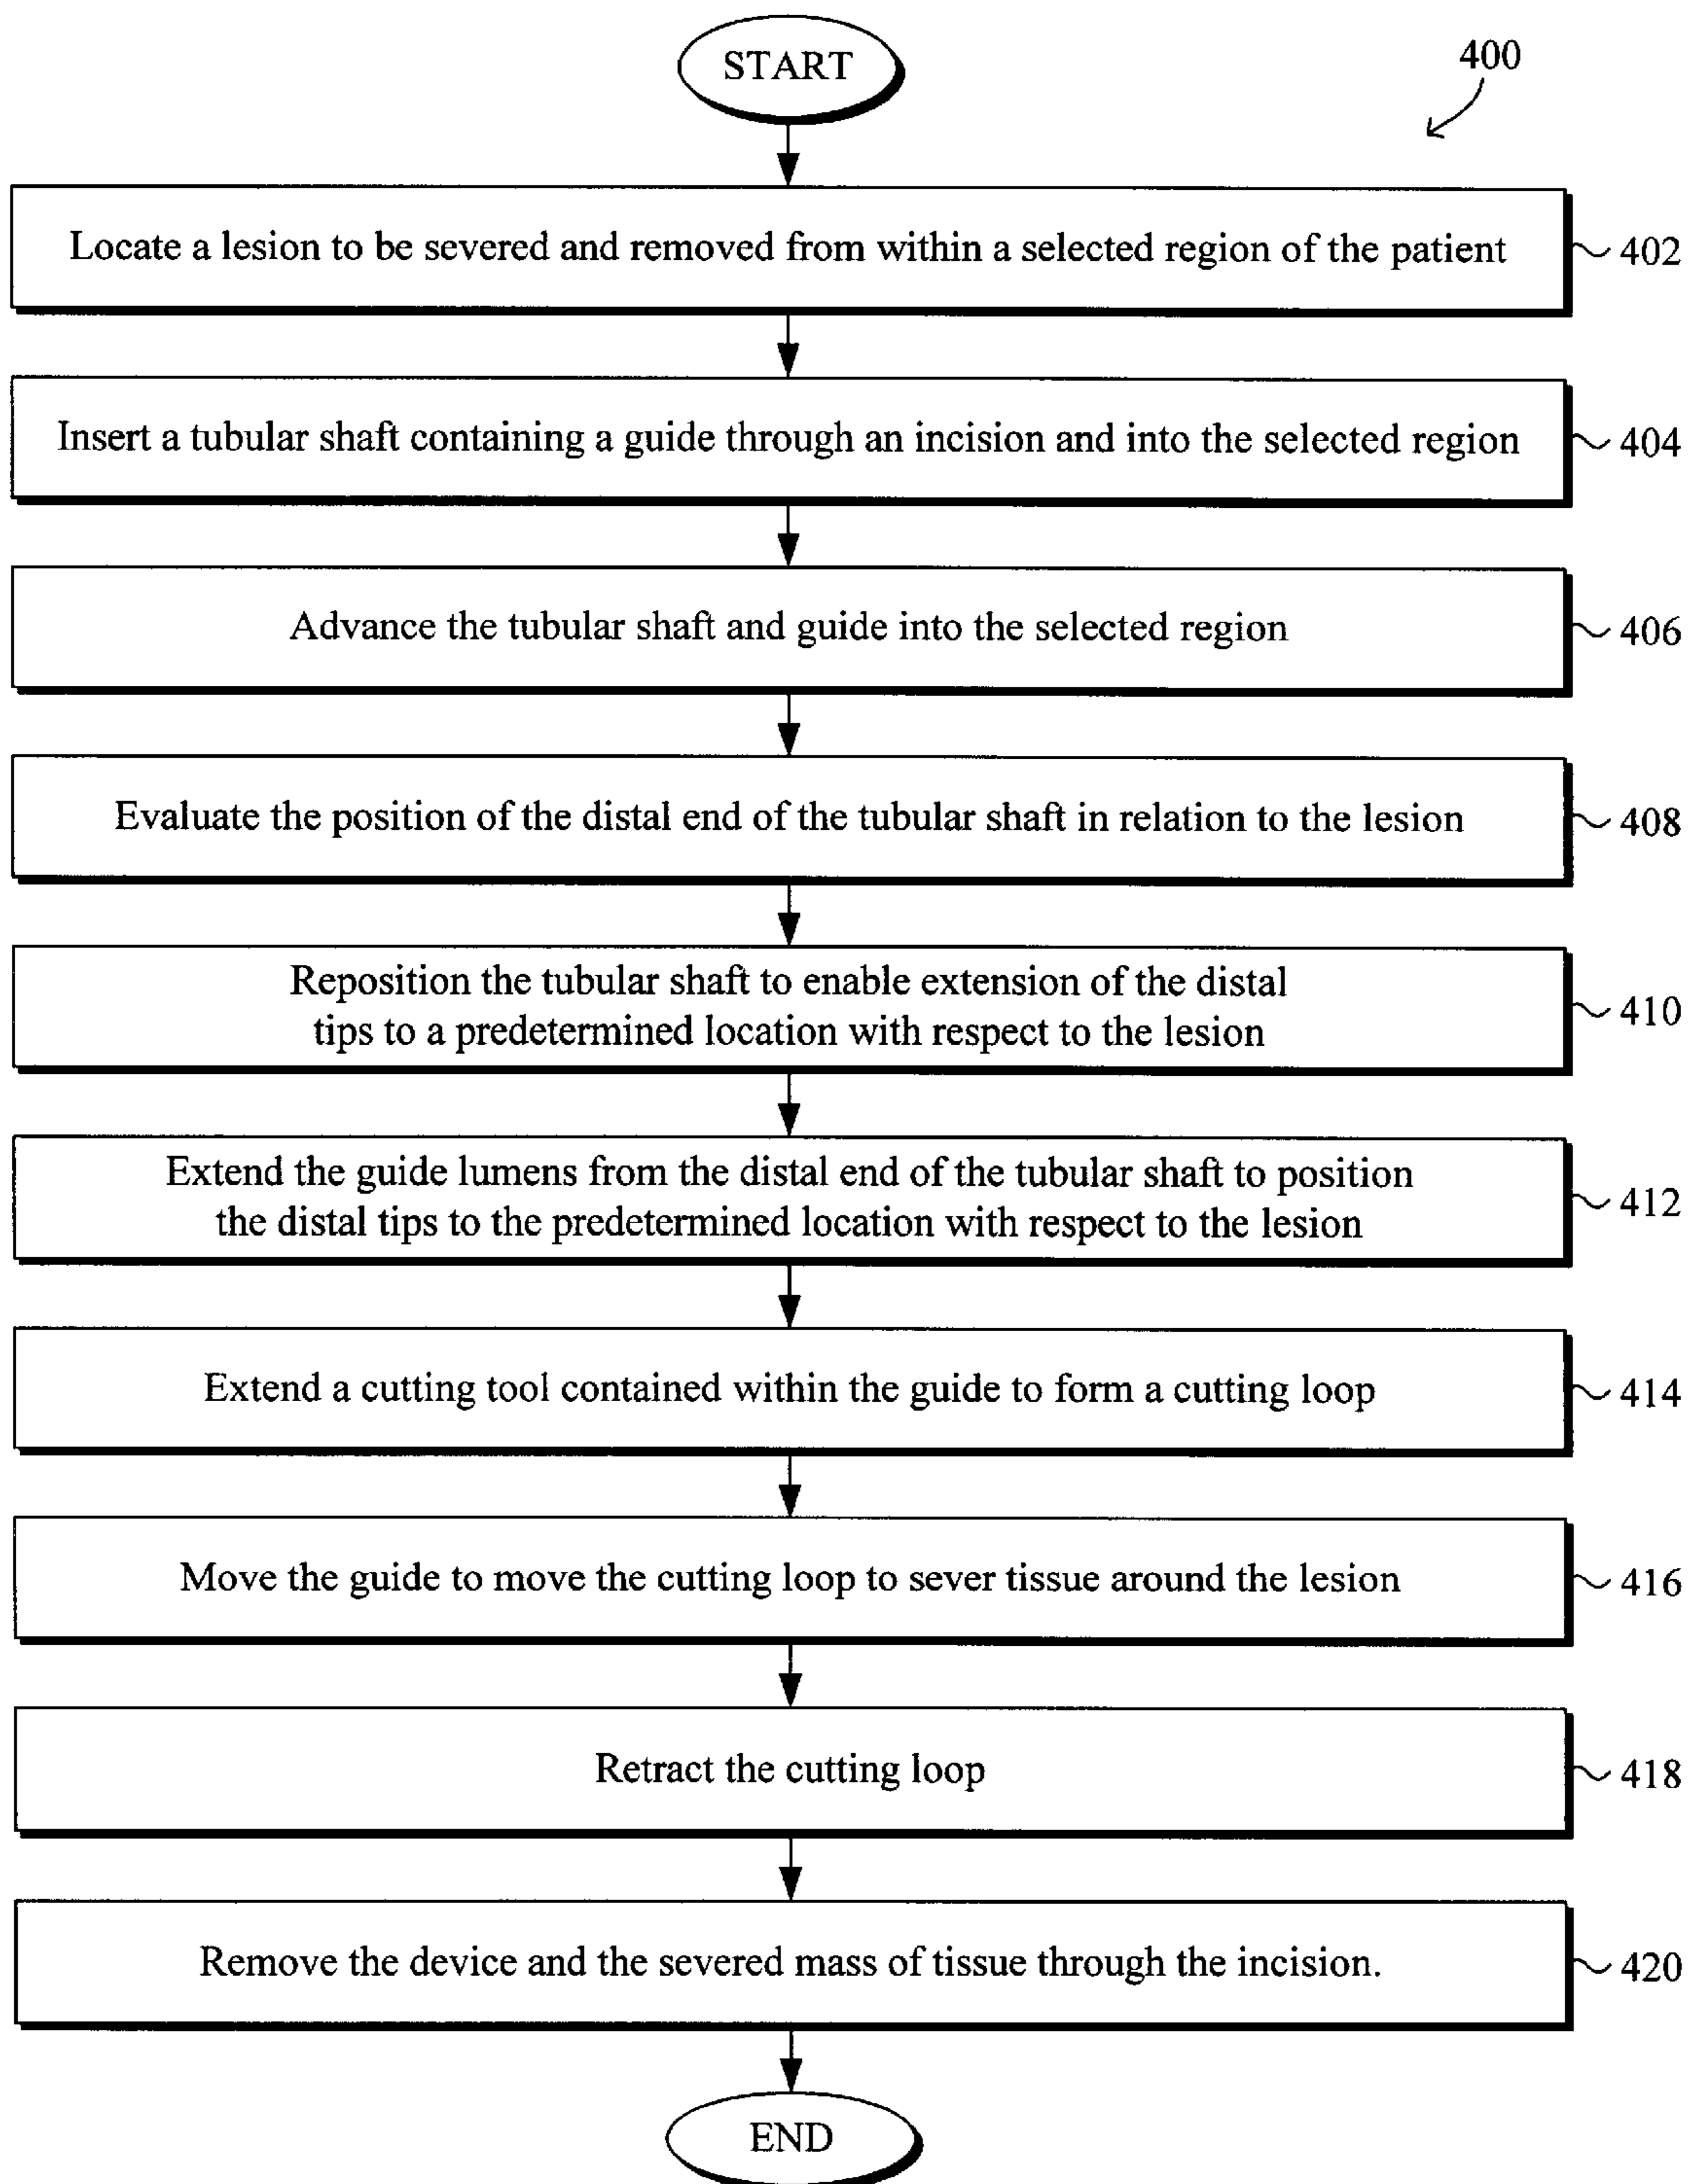 START
400
Locate a lesion to be severed and removed from within a selected region of the patient
402
Insert a tubular shaft containing a guide through an incision and into the selected region
404
Advance the tubular shaft and guide into the selected region
406
Evaluate the position of the distal end of the tubular shaft in relation to the lesion
408
Reposition the tubular shaft to enable extension of the distal
tips to a predetermined location with respect to the lesion
410
Extend the guide lumens from the distal end of the tubular shaft to position
the distal tips to the predetermined location with respect to the lesion
412
Extend a cutting tool contained within the guide to form a cutting loop
414
Move the guide to move the cutting loop to sever tissue around the lesion
416
Retract the cutting loop
418
Remove the device and the severed mass of tissue through the incision.
420
END